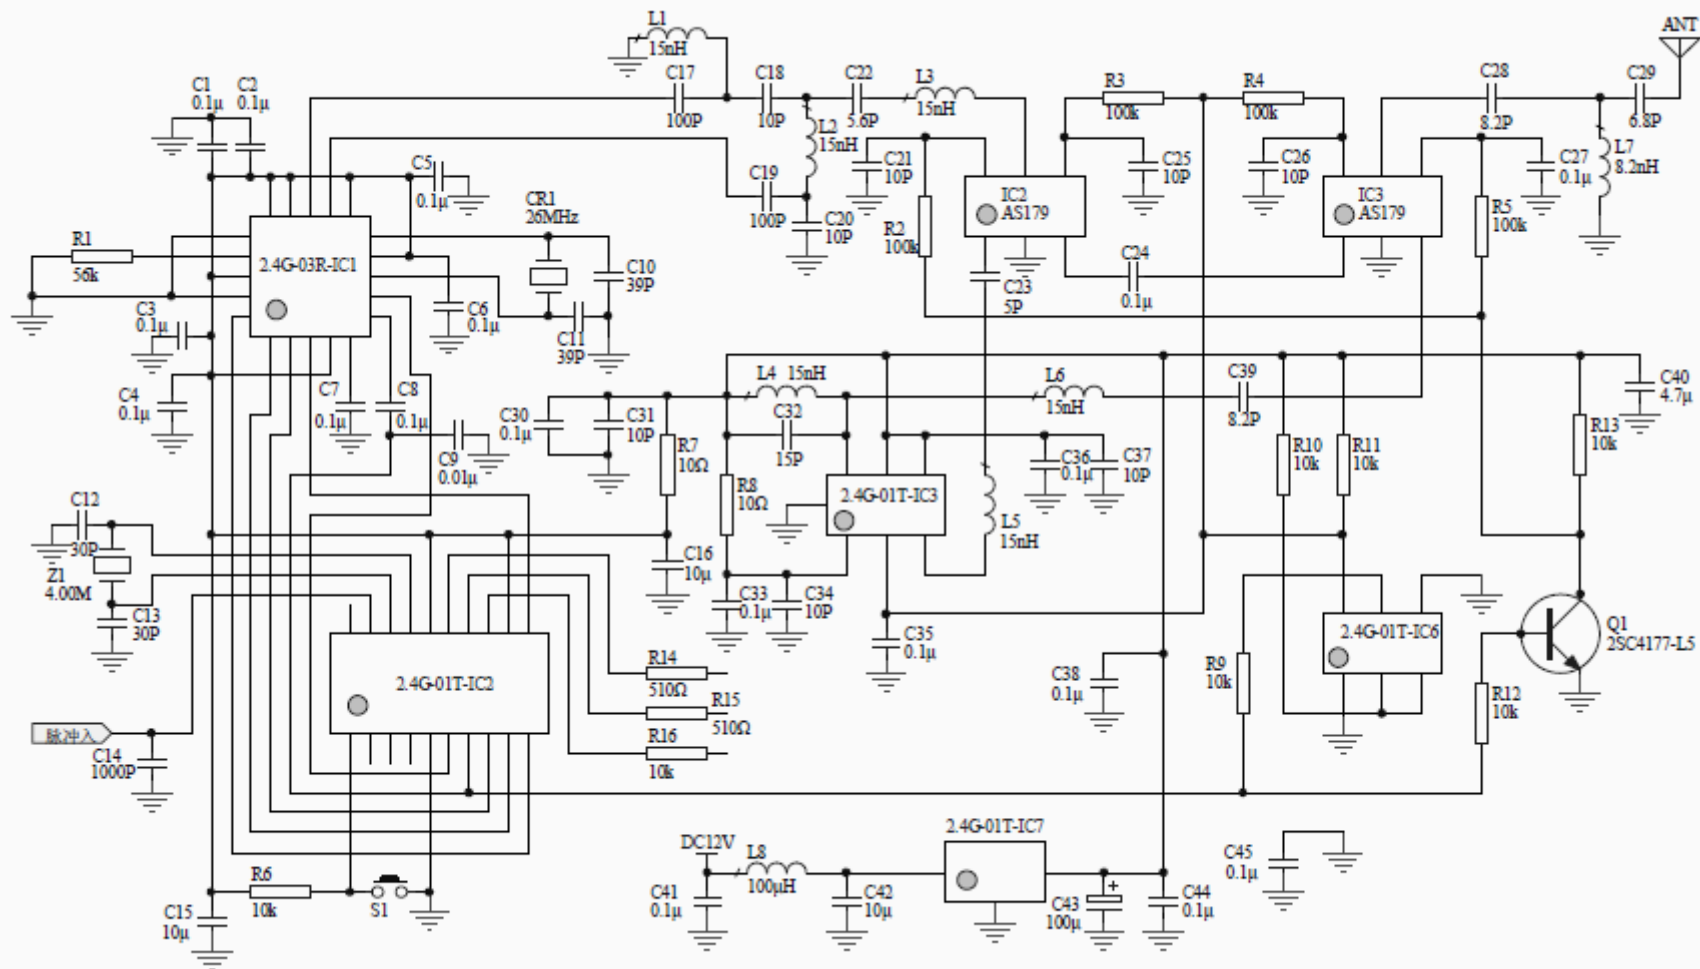 L1
15nH
ANT
C1
0.1μ
C2
0.1μ
C17
100P
C18
10P
C22
5.6P
L3
15nH
R3
100k
R4
100k
C28
8.2P
C29
6.8P
L2
15nH
C5
0.1μ
C19
100P
C21
10P
C25
10P
C26
10P
C27
0.1μ
L7
8.2nH
CR1
26MHz
C20
10P
R2
100k
IC2
AS179
IC3
AS179
R5
100k
R1
56k
2.4G-03R-IC1
C10
39P
C24
0.1μ
C23
5P
C3
0.1μ
C6
0.1μ
C11
39P
C4
0.1μ
C7
0.1μ
C8
0.1μ
L4 15nH
L6
15nH
C39
8.2P
C40
4.7μ
C30
0.1μ
C31
10P
C32
15P
R7
10Ω
R13
10k
C9
0.01μ
R8
10Ω
C36
0.1μ
C37
10P
R10
10k
R11
10k
2.4G-01T-IC3
C12
30P
L5
15nH
Z1
4.00M
C16
10μ
C13
30P
C33
0.1μ
C34
10P
C35
0.1μ
2.4G-01T-IC6
Q1
2SC4177-L5
R14
510Ω
2.4G-01T-IC2
R15
510Ω
C38
0.1μ
R9
10k
R12
10k
脉冲入
R16
10k
C14
1000P
2.4G-01T-IC7
DC12V
L8
100μH
C45
0.1μ
R6
10k
S1
C41
0.1μ
C42
10μ
C43
100μ
+
C44
0.1μ
C15
10μ